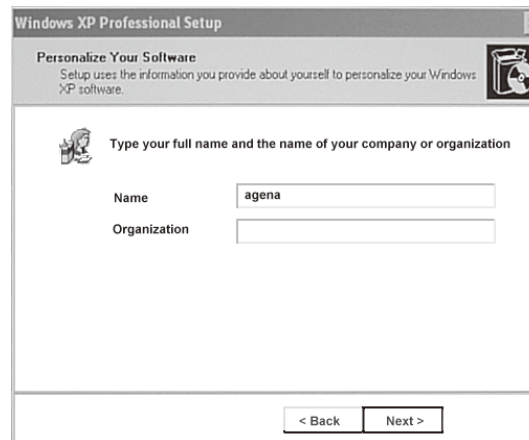 Windows XP Professional Setup
Personalize Your Software
Setup uses the information you provide about yourself to personalize your Windows
XP software.
Type your full name and the name of your company or organization
Name
agena
Organization
< Back
Next >